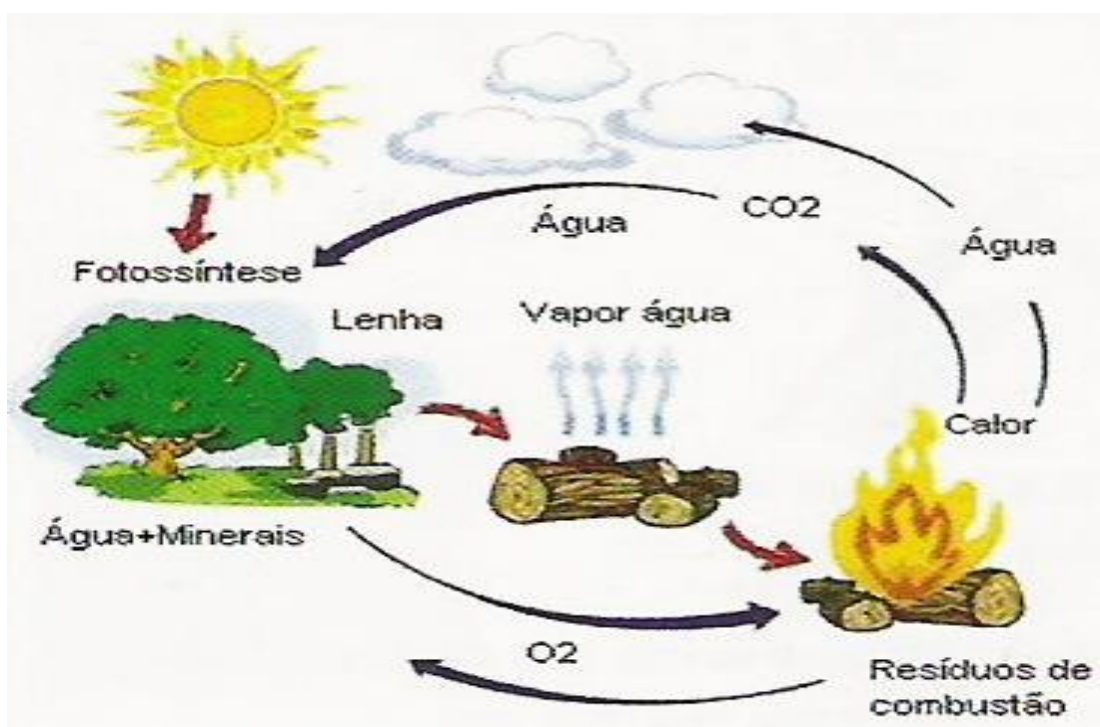 CO2
Água
Água
Fotossíntese
Lenha
Vapor água
Calor
Água+Minerais
O2
Resíduos de
combustão